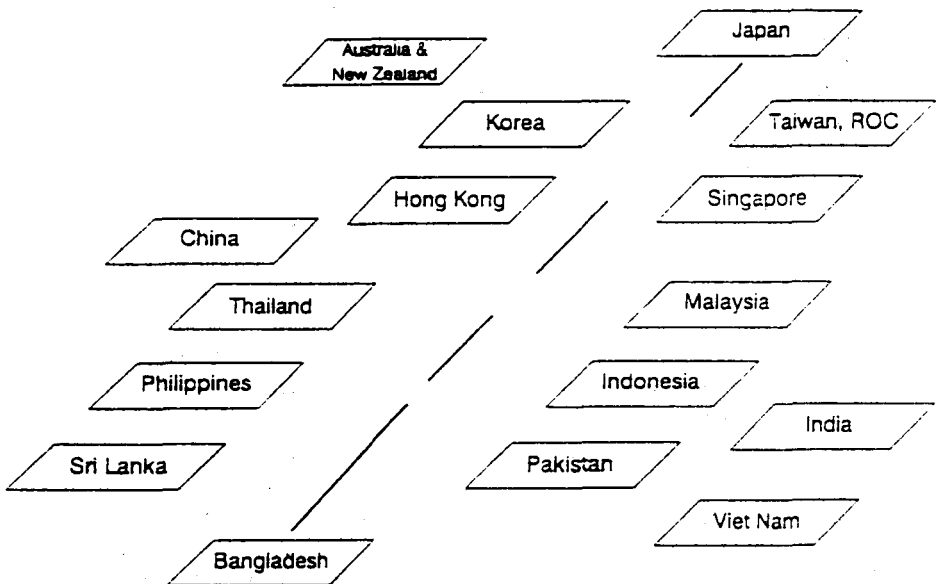 Japan
Australia &
New Zealand
Korea
Taiwan, ROC
Hong Kong
Singapore
China
Thailand
Malaysia
Philippines
Indonesia
India
Sri Lanka
Pakistan
Viet Nam
Bangladesh